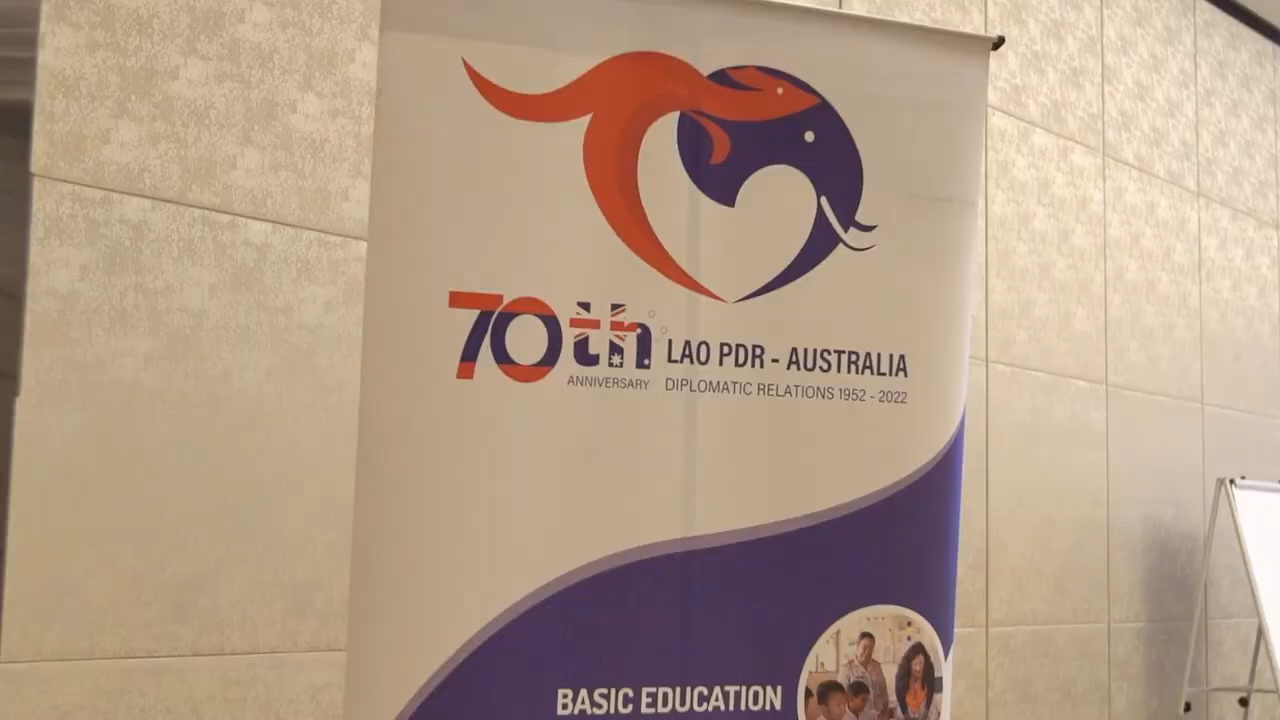 70th LAO PDR - AUSTRALIA
ANNIVERSARY DIPLOMATIC RELATIONS 1952 - 2022
BASIC EDUCATION